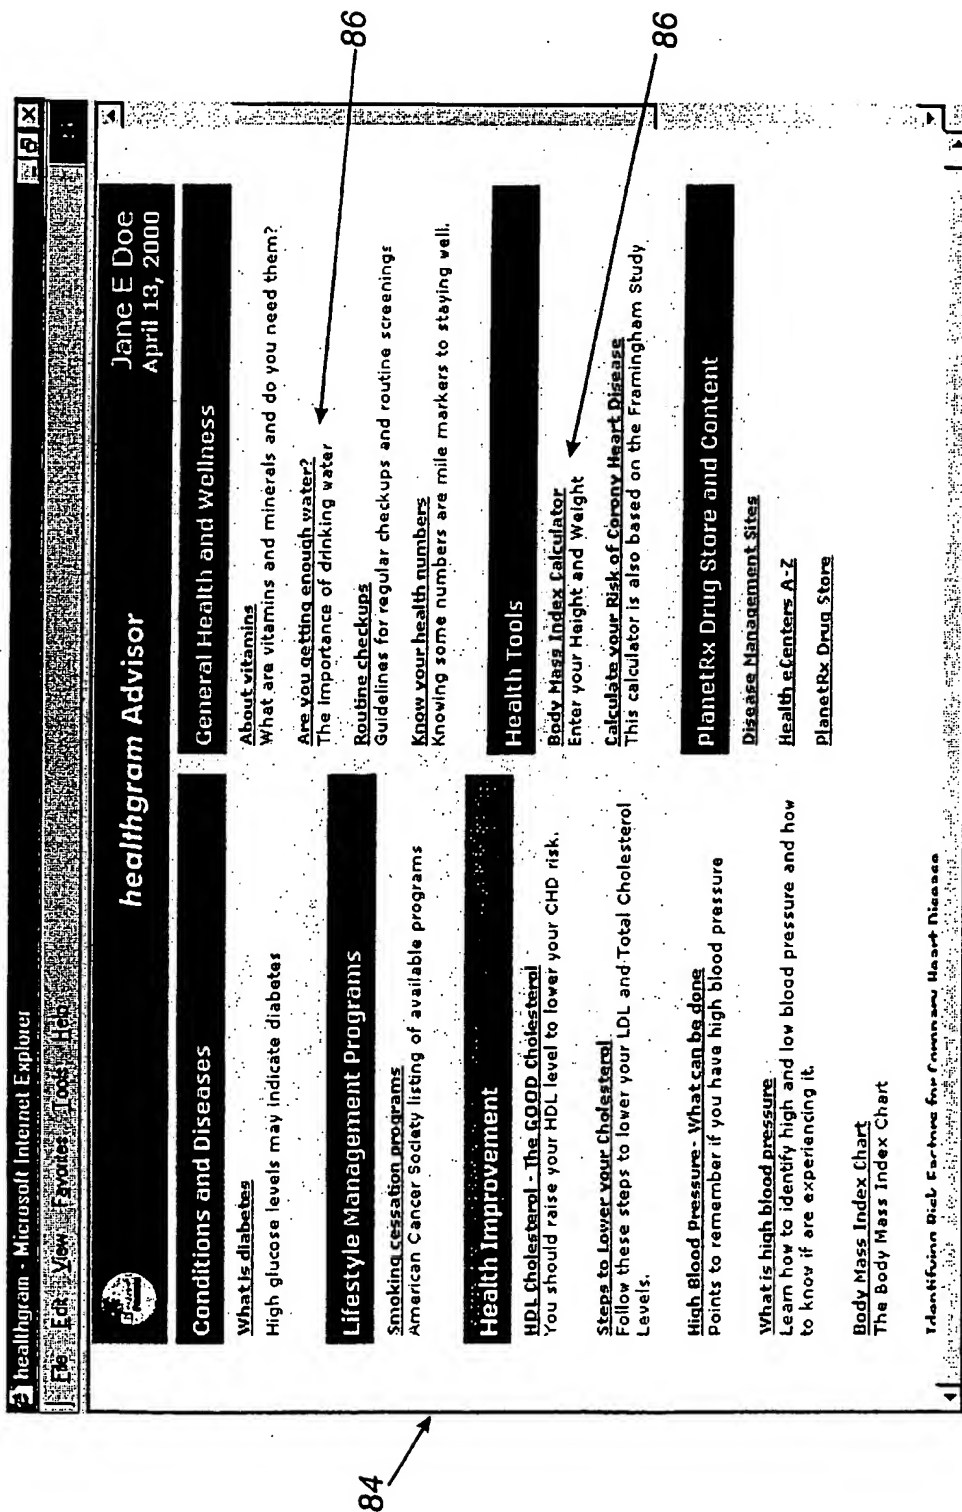 healthgram - Microsoft Internet Explorer
File Edit View Favorites Tools Help
healthgram Advisor
Jane E Doe
April 13, 2000
Conditions and Diseases
What is diabetes
High glucose levels may indicate diabetes
Lifestyle Management Programs
Smoking cessation programs
American Cancer Society listing of available programs
Health Improvement
HDL Cholesterol - The GOOD Cholesterol
You should raise your HDL level to lower your CHD risk.
Steps to Lower your Cholesterol
Follow these steps to lower your LDL and Total Cholesterol
Levels.
High Blood Pressure - What can be done
Points to remember if you have high blood pressure
What is high blood pressure
Learn how to identify high and low blood pressure and how
to know if are experiencing it.
Body Mass Index Chart
The Body Mass Index Chart
Identifying Risk Factors for Coronary Heart Disease
General Health and Wellness
About vitamins
What are vitamins and minerals and do you need them?
Are you getting enough water?
The importance of drinking water
Routine checkups
Guidelines for regular checkups and routine screenings
Know your health numbers
Knowing some numbers are mile markers to staying well.
Health Tools
Body Mass Index Calculator
Enter your Height and Weight
Calculate your Risk of Corony Heart Disease
This calculator is also based on the Framingham Study
PlanetRx Drug Store and Content
Disease Management Sites
Health eCenters A-Z
PlanetRx Drug Store
84
86
86